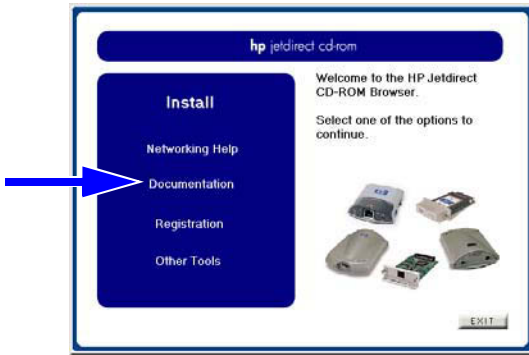 hp jetdirect cd-rom
Install
Networking Help
Documentation
Registration
Other Tools
Welcome to the HP Jetdirect
CD-ROM Browser.
Select one of the options to
continue.
EXIT